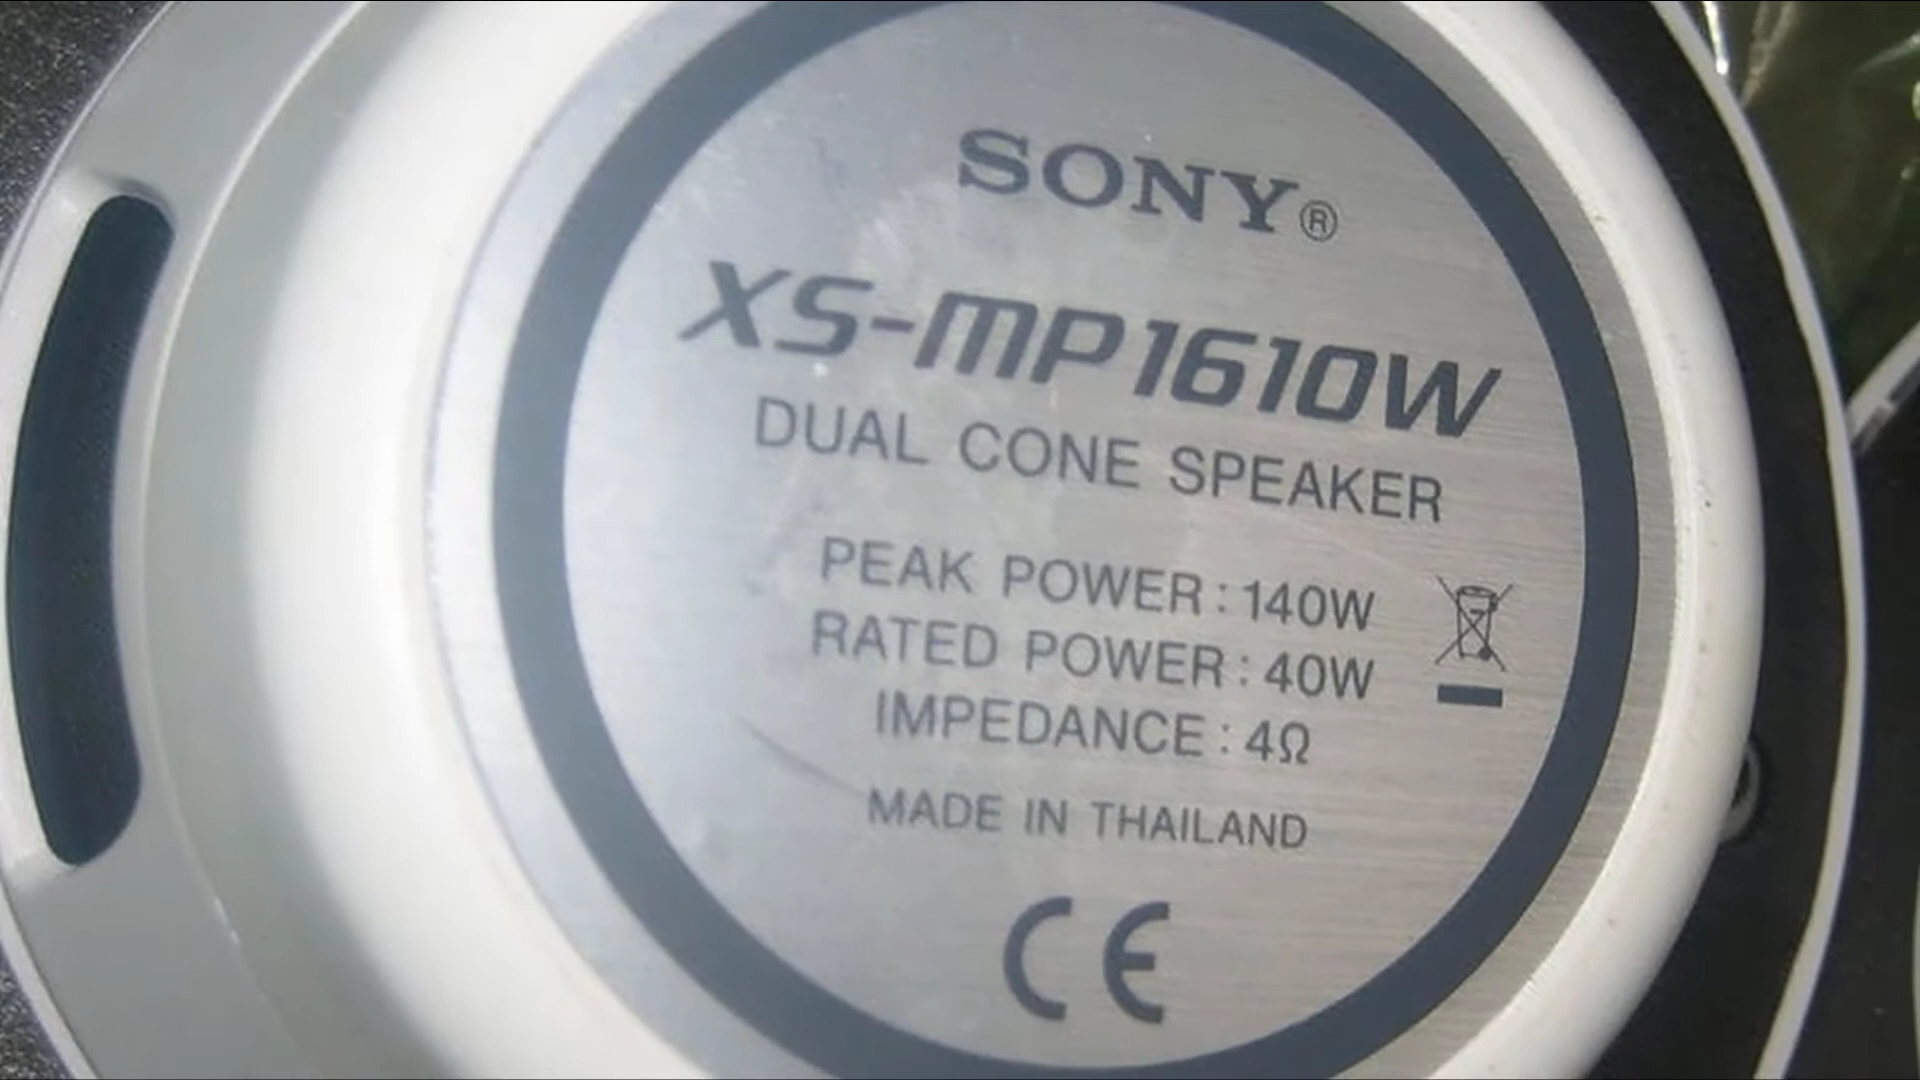 SONY®
XS-MP1610W
DUAL CONE SPEAKER
PEAK POWER : 140W
RATED POWER : 40W
IMPEDANCE : 4Ω
MADE IN THAILAND
CE